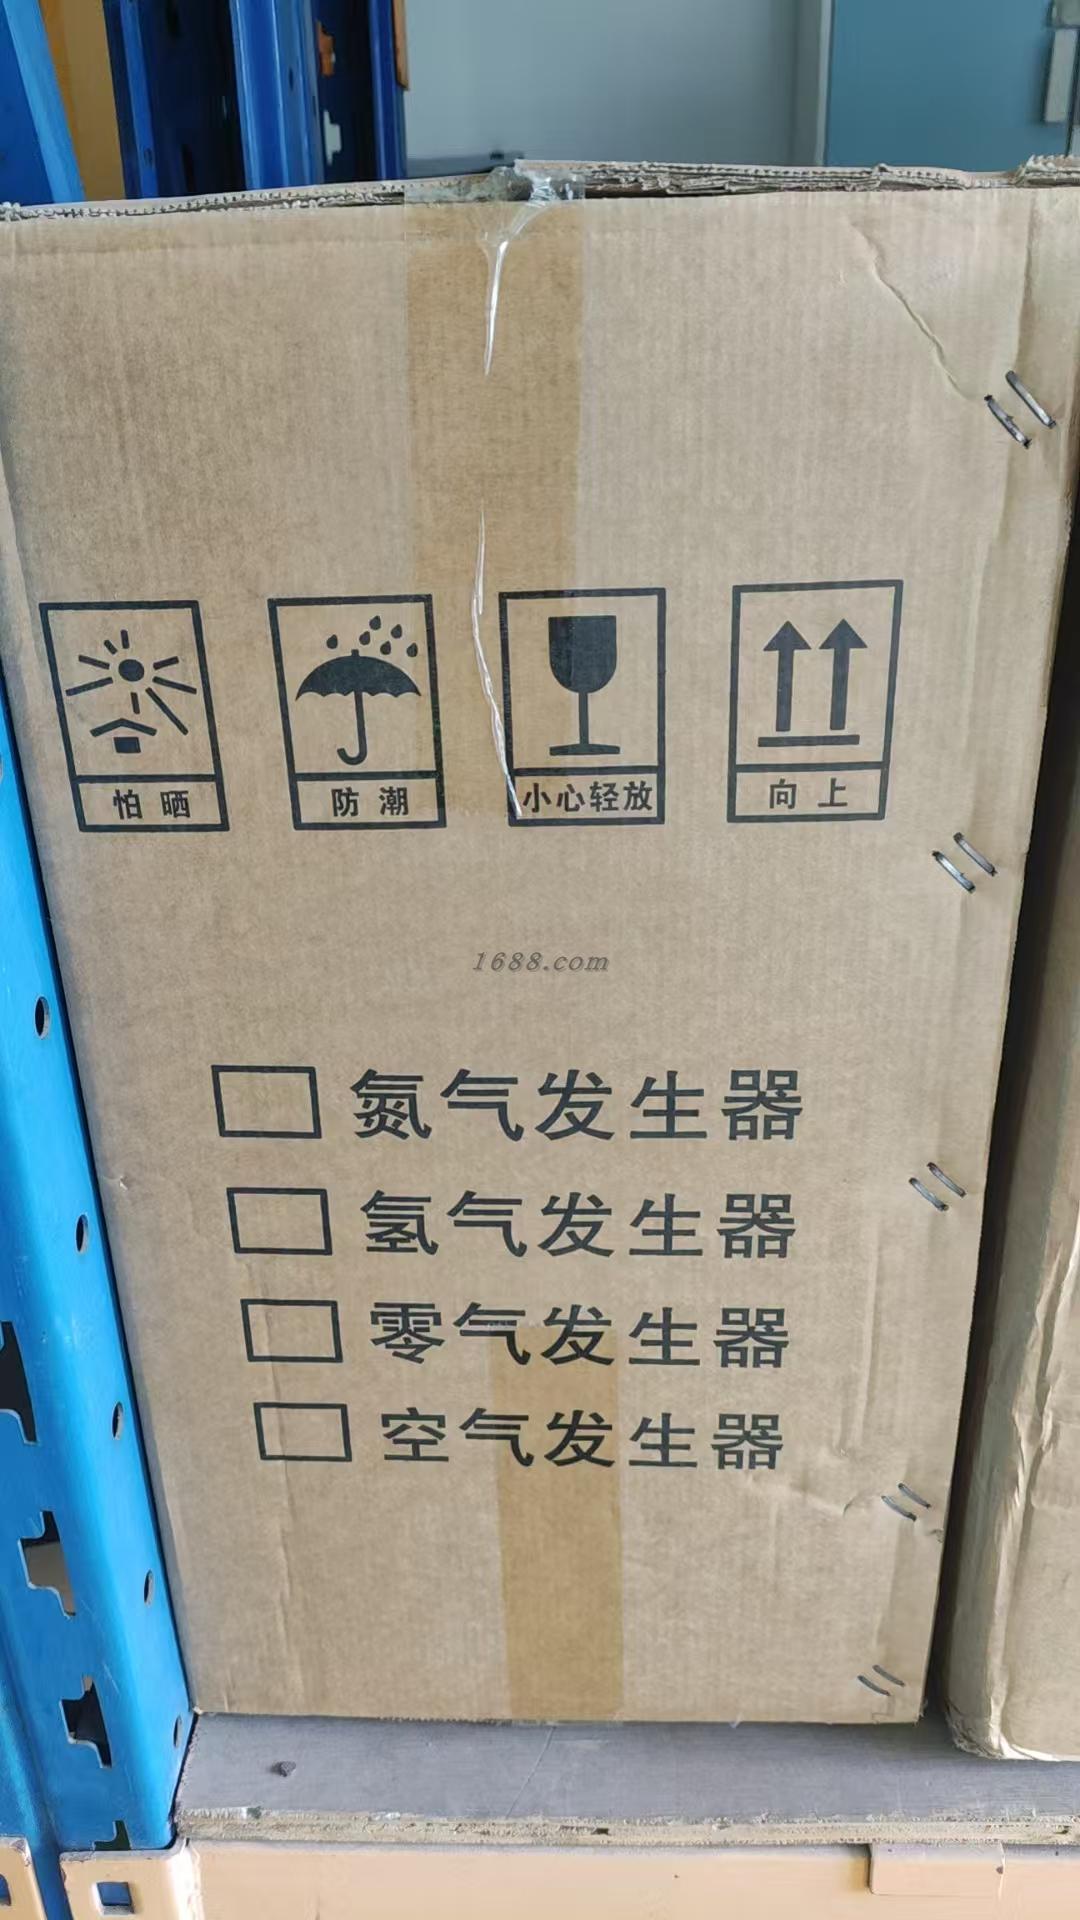 怕晒 防潮 小心轻放 向上
1688.com
氮气发生器
氢气发生器
零气发生器
空气发生器